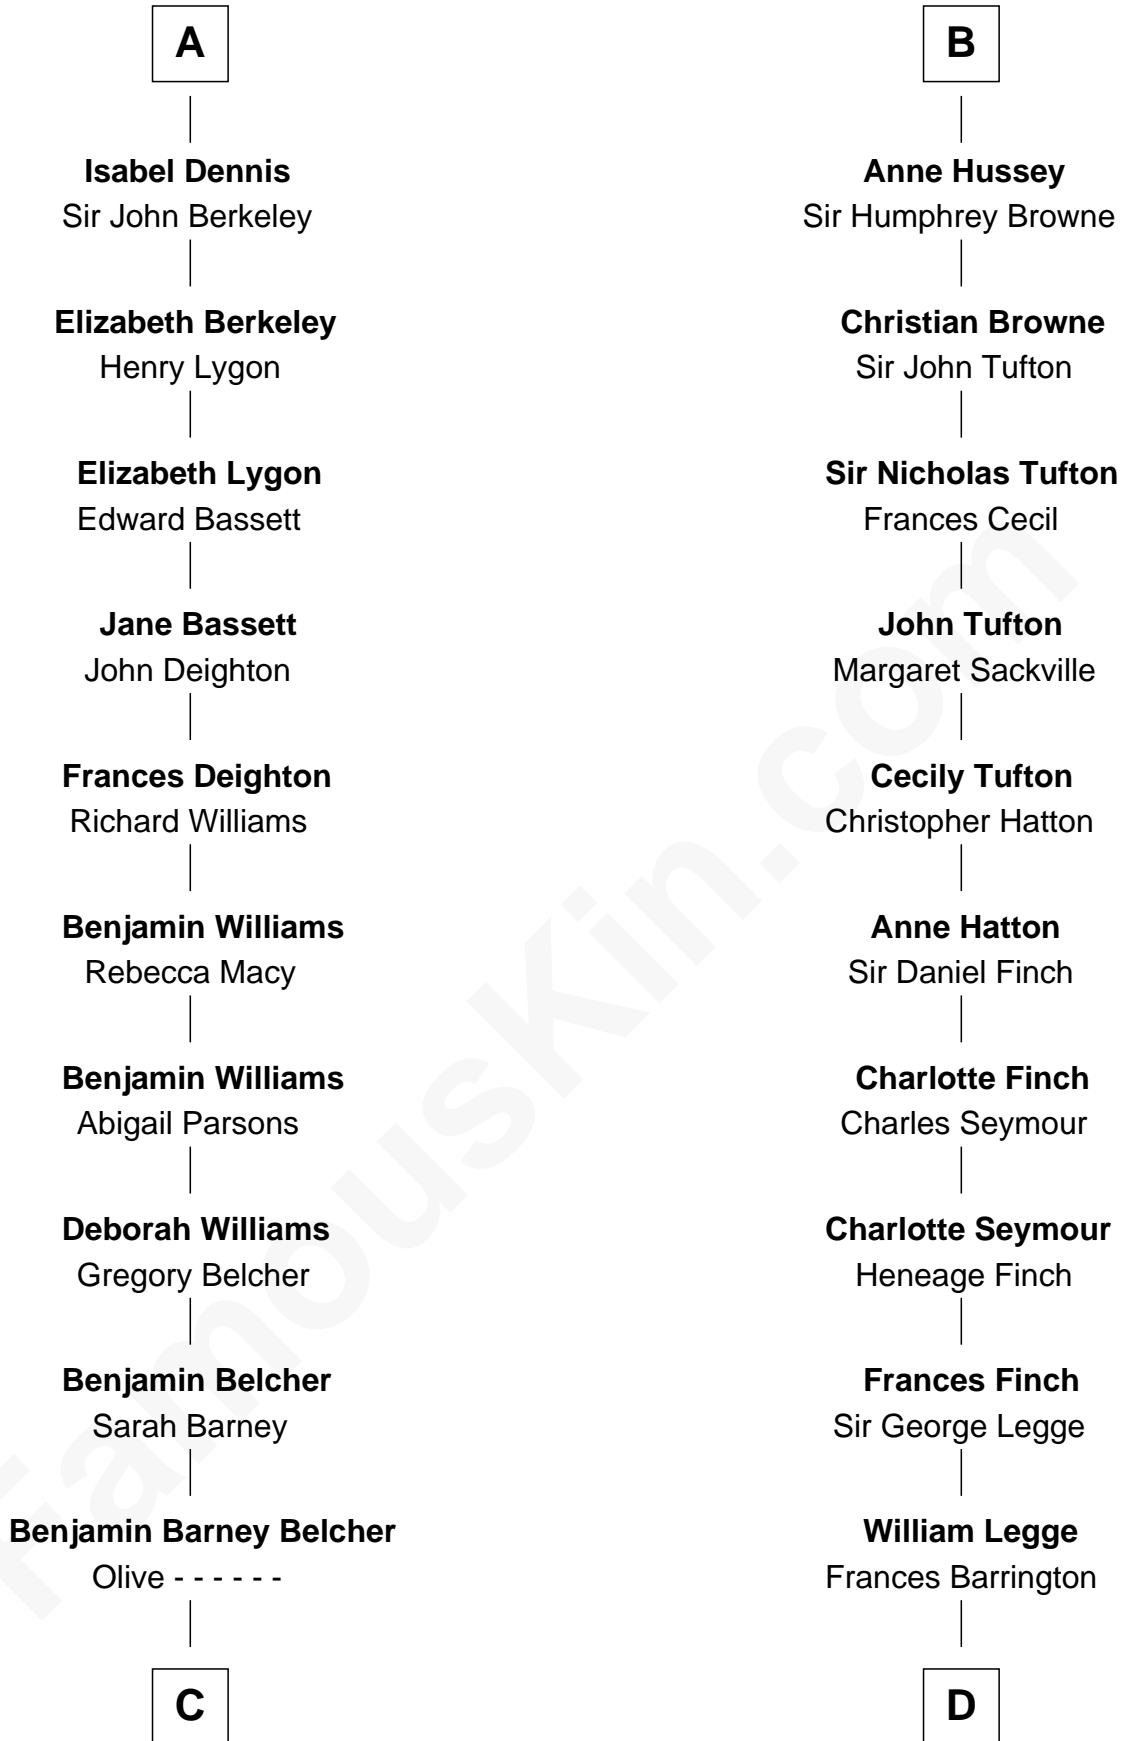 A
Isabel Dennis
Sir John Berkeley
Elizabeth Berkeley
Henry Lygon
Elizabeth Lygon
Edward Bassett
Jane Bassett
John Deighton
Frances Deighton
Richard Williams
Benjamin Williams
Rebecca Macy
Benjamin Williams
Abigail Parsons
Deborah Williams
Gregory Belcher
Benjamin Belcher
Sarah Barney
Benjamin Barney Belcher
Olive - - - - - -
C
B
Anne Hussey
Sir Humphrey Browne
Christian Browne
Sir John Tufton
Sir Nicholas Tufton
Frances Cecil
John Tufton
Margaret Sackville
Cecily Tufton
Christopher Hatton
Anne Hatton
Sir Daniel Finch
Charlotte Finch
Charles Seymour
Charlotte Seymour
Heneage Finch
Frances Finch
Sir George Legge
William Legge
Frances Barrington
D
FamousKin.com